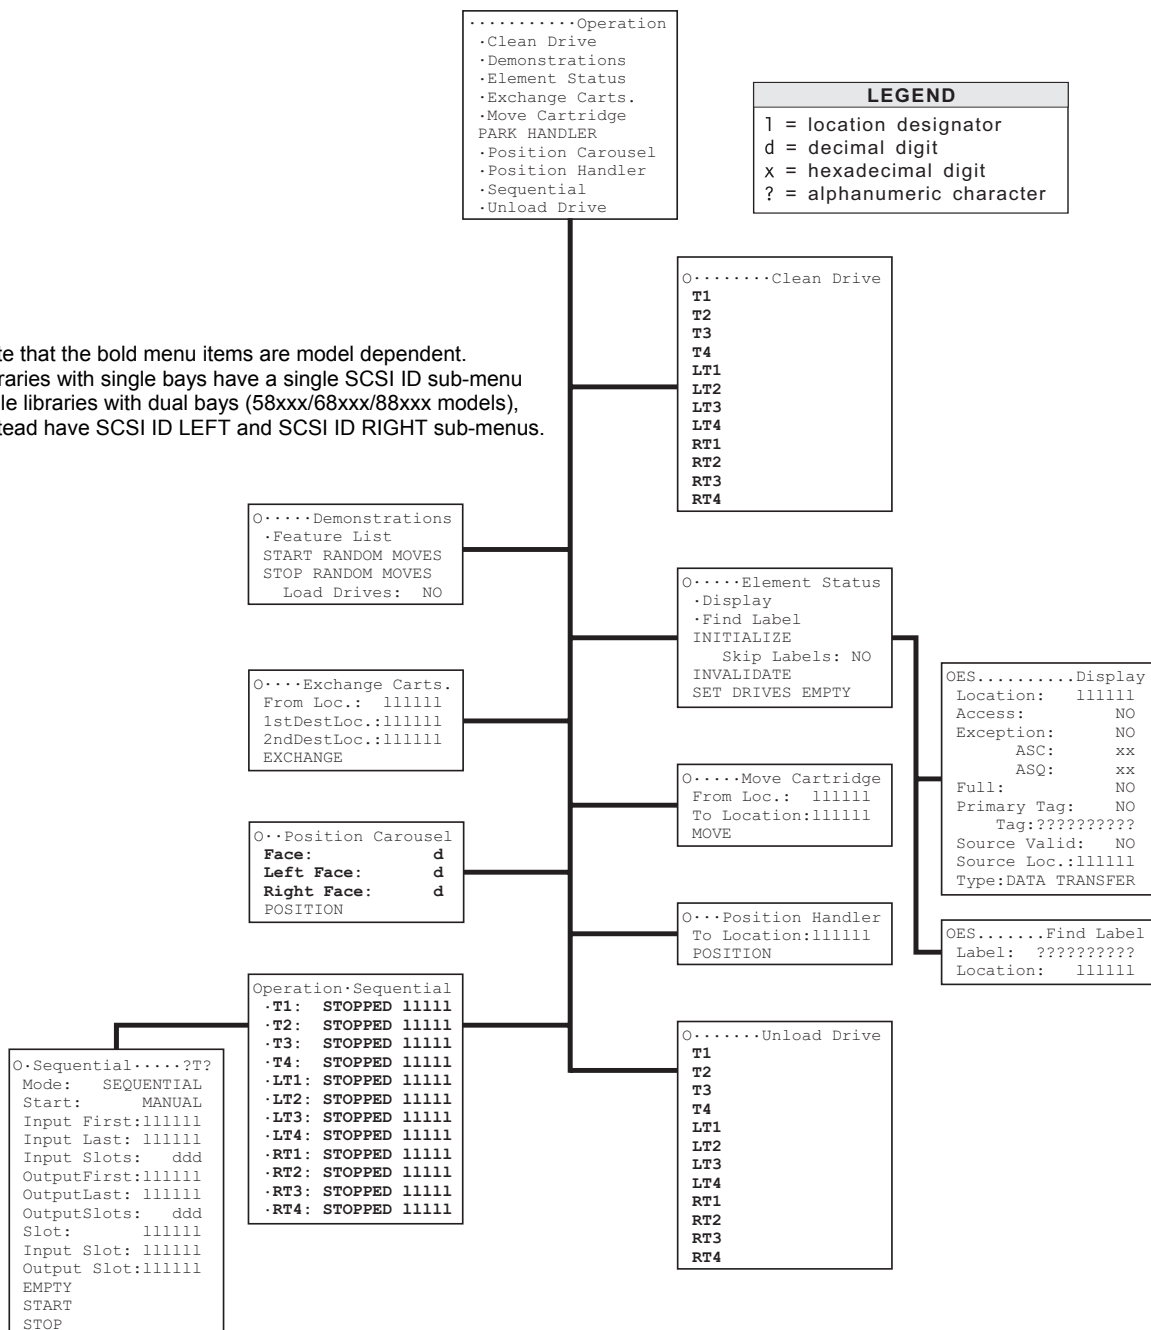 ···········Operation
·Clean Drive
·Demonstrations
·Element Status
·Exchange Carts.
·Move Cartridge
PARK HANDLER
·Position Carousel
·Position Handler
·Sequential
·Unload Drive
LEGEND
l = location designator
d = decimal digit
x = hexadecimal digit
? = alphanumeric character
te that the bold menu items are model dependent.
raries with single bays have a single SCSI ID sub-menu
le libraries with dual bays (58xxx/68xxx/88xxx models),
tead have SCSI ID LEFT and SCSI ID RIGHT sub-menus.
O········Clean Drive
T1
T2
T3
T4
LT1
LT2
LT3
LT4
RT1
RT2
RT3
RT4
O·····Demonstrations
·Feature List
START RANDOM MOVES
STOP RANDOM MOVES
Load Drives: NO
O·····Element Status
·Display
·Find Label
INITIALIZE
Skip Labels: NO
INVALIDATE
SET DRIVES EMPTY
OES..........Display
Location: llllll
Access: NO
Exception: NO
ASC: xx
ASQ: xx
Full: NO
Primary Tag: NO
Tag:??????????
Source Valid: NO
Source Loc.:llllll
Type:DATA TRANSFER
OES.......Find Label
Label: ??????????
Location: llllll
O····Exchange Carts.
From Loc.: llllll
1stDestLoc.:llllll
2ndDestLoc.:llllll
EXCHANGE
O·····Move Cartridge
From Loc.: llllll
To Location:llllll
MOVE
O··Position Carousel
Face: d
Left Face: d
Right Face: d
POSITION
O···Position Handler
To Location:llllll
POSITION
Operation·Sequential
·T1: STOPPED lllll
·T2: STOPPED lllll
·T3: STOPPED lllll
·T4: STOPPED lllll
·LT1: STOPPED lllll
·LT2: STOPPED lllll
·LT3: STOPPED lllll
·LT4: STOPPED lllll
·RT1: STOPPED lllll
·RT2: STOPPED lllll
·RT3: STOPPED lllll
·RT4: STOPPED lllll
O·Sequential·····?T?
Mode: SEQUENTIAL
Start: MANUAL
Input First:llllll
Input Last: llllll
Input Slots: ddd
OutputFirst:llllll
OutputLast: llllll
OutputSlots: ddd
Slot: llllll
Input Slot: llllll
Output Slot:llllll
EMPTY
START
STOP
O·······Unload Drive
T1
T2
T3
T4
LT1
LT2
LT3
LT4
RT1
RT2
RT3
RT4